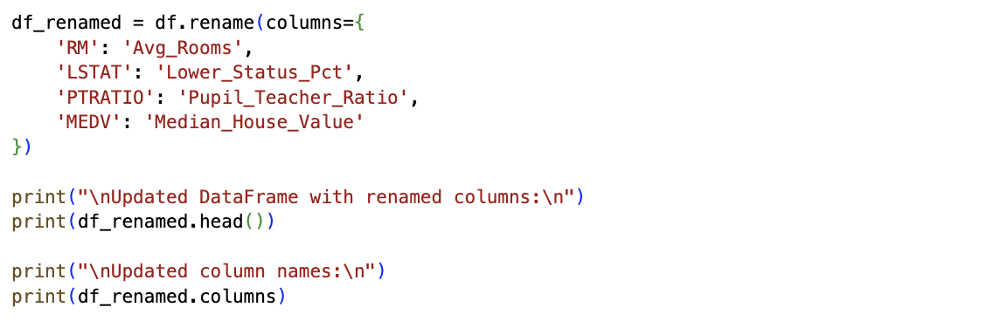 df_renamed = df.rename(columns={
    'RM': 'Avg_Rooms',
    'LSTAT': 'Lower_Status_Pct',
    'PTRATIO': 'Pupil_Teacher_Ratio',
    'MEDV': 'Median_House_Value'
})

print("\nUpdated DataFrame with renamed columns:\n")
print(df_renamed.head())

print("\nUpdated column names:\n")
print(df_renamed.columns)